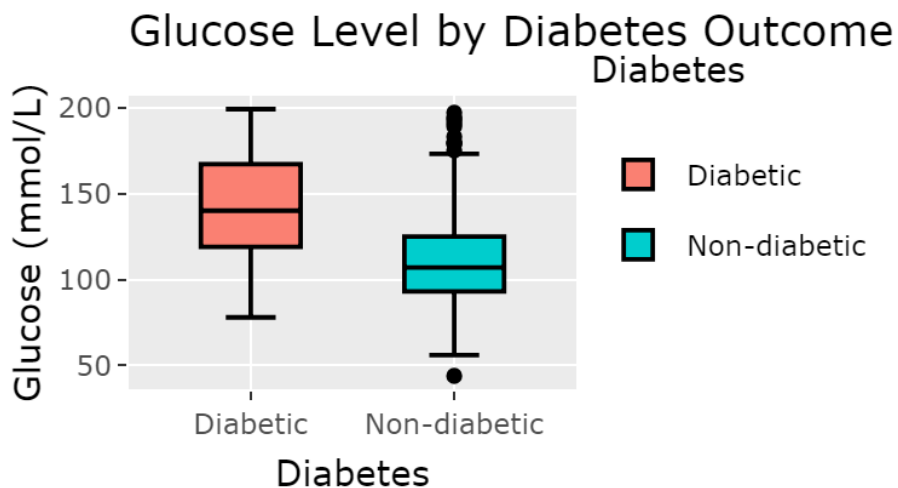 Glucose Level by Diabetes Outcome
Diabetes
Glucose (mmol/L)
200
150
100
50
Diabetic
Non-diabetic
Diabetic
Non-diabetic
Diabetes